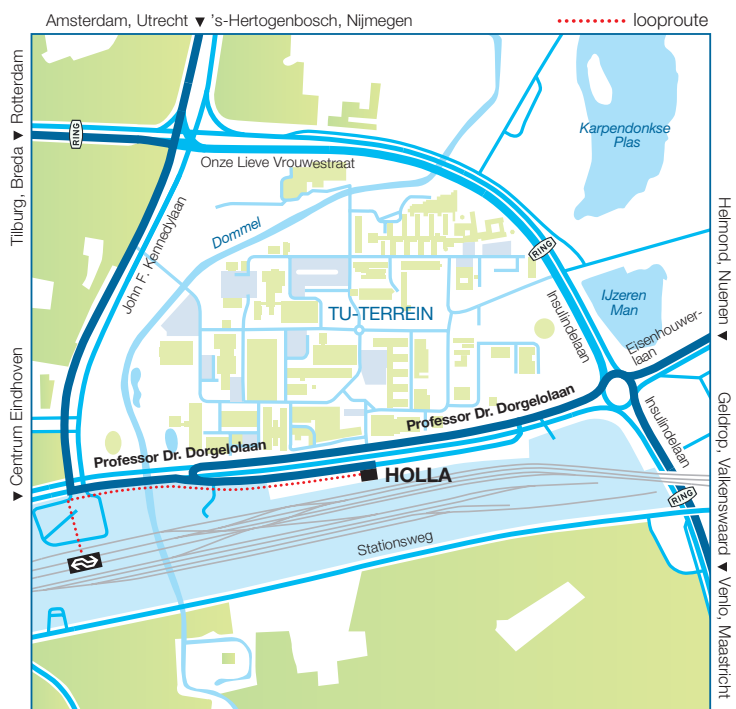 Amsterdam, Utrecht ▼ 's-Hertogenbosch, Nijmegen
looproute
Tilburg, Breda ▼ Rotterdam
RING
Onze Lieve Vrouwestraat
Karpendonkse
Plas
John F. Kennedylaan
Dommel
RING
Helmond, Nuenen ▼
IJzeren
Man
TU-TERREIN
Insulindelaan
Eisenhouwer-
laan
▼ Centrum Eindhoven
Professor Dr. Dorgelolaan
Professor Dr. Dorgelolaan
Insulindelaan
HOLLA
RING
Stationsweg
Geldrop, Valkenswaard ▼ Venlo, Maastricht